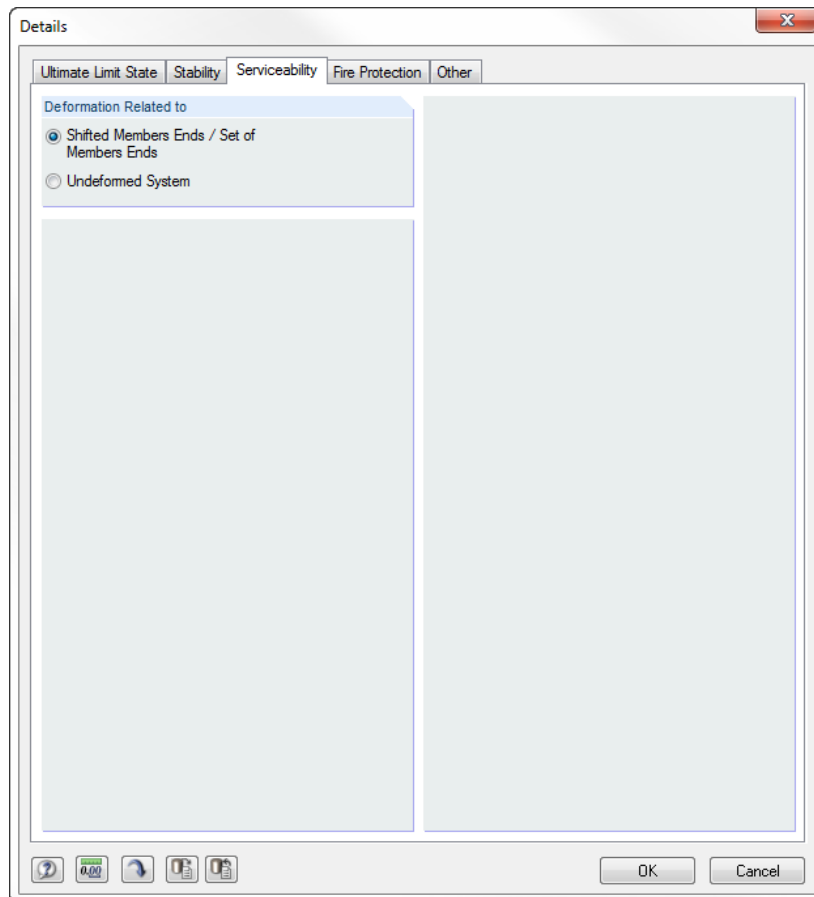 Details
Ultimate Limit State
Stability
Serviceability
Fire Protection
Other
Deformation Related to
Shifted Members Ends / Set of
Members Ends
Undeformed System
0.00
OK
Cancel